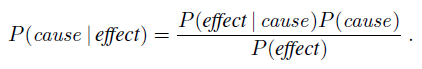 P(cause | effect) = P(effect | cause)P(cause) / P(effect) .